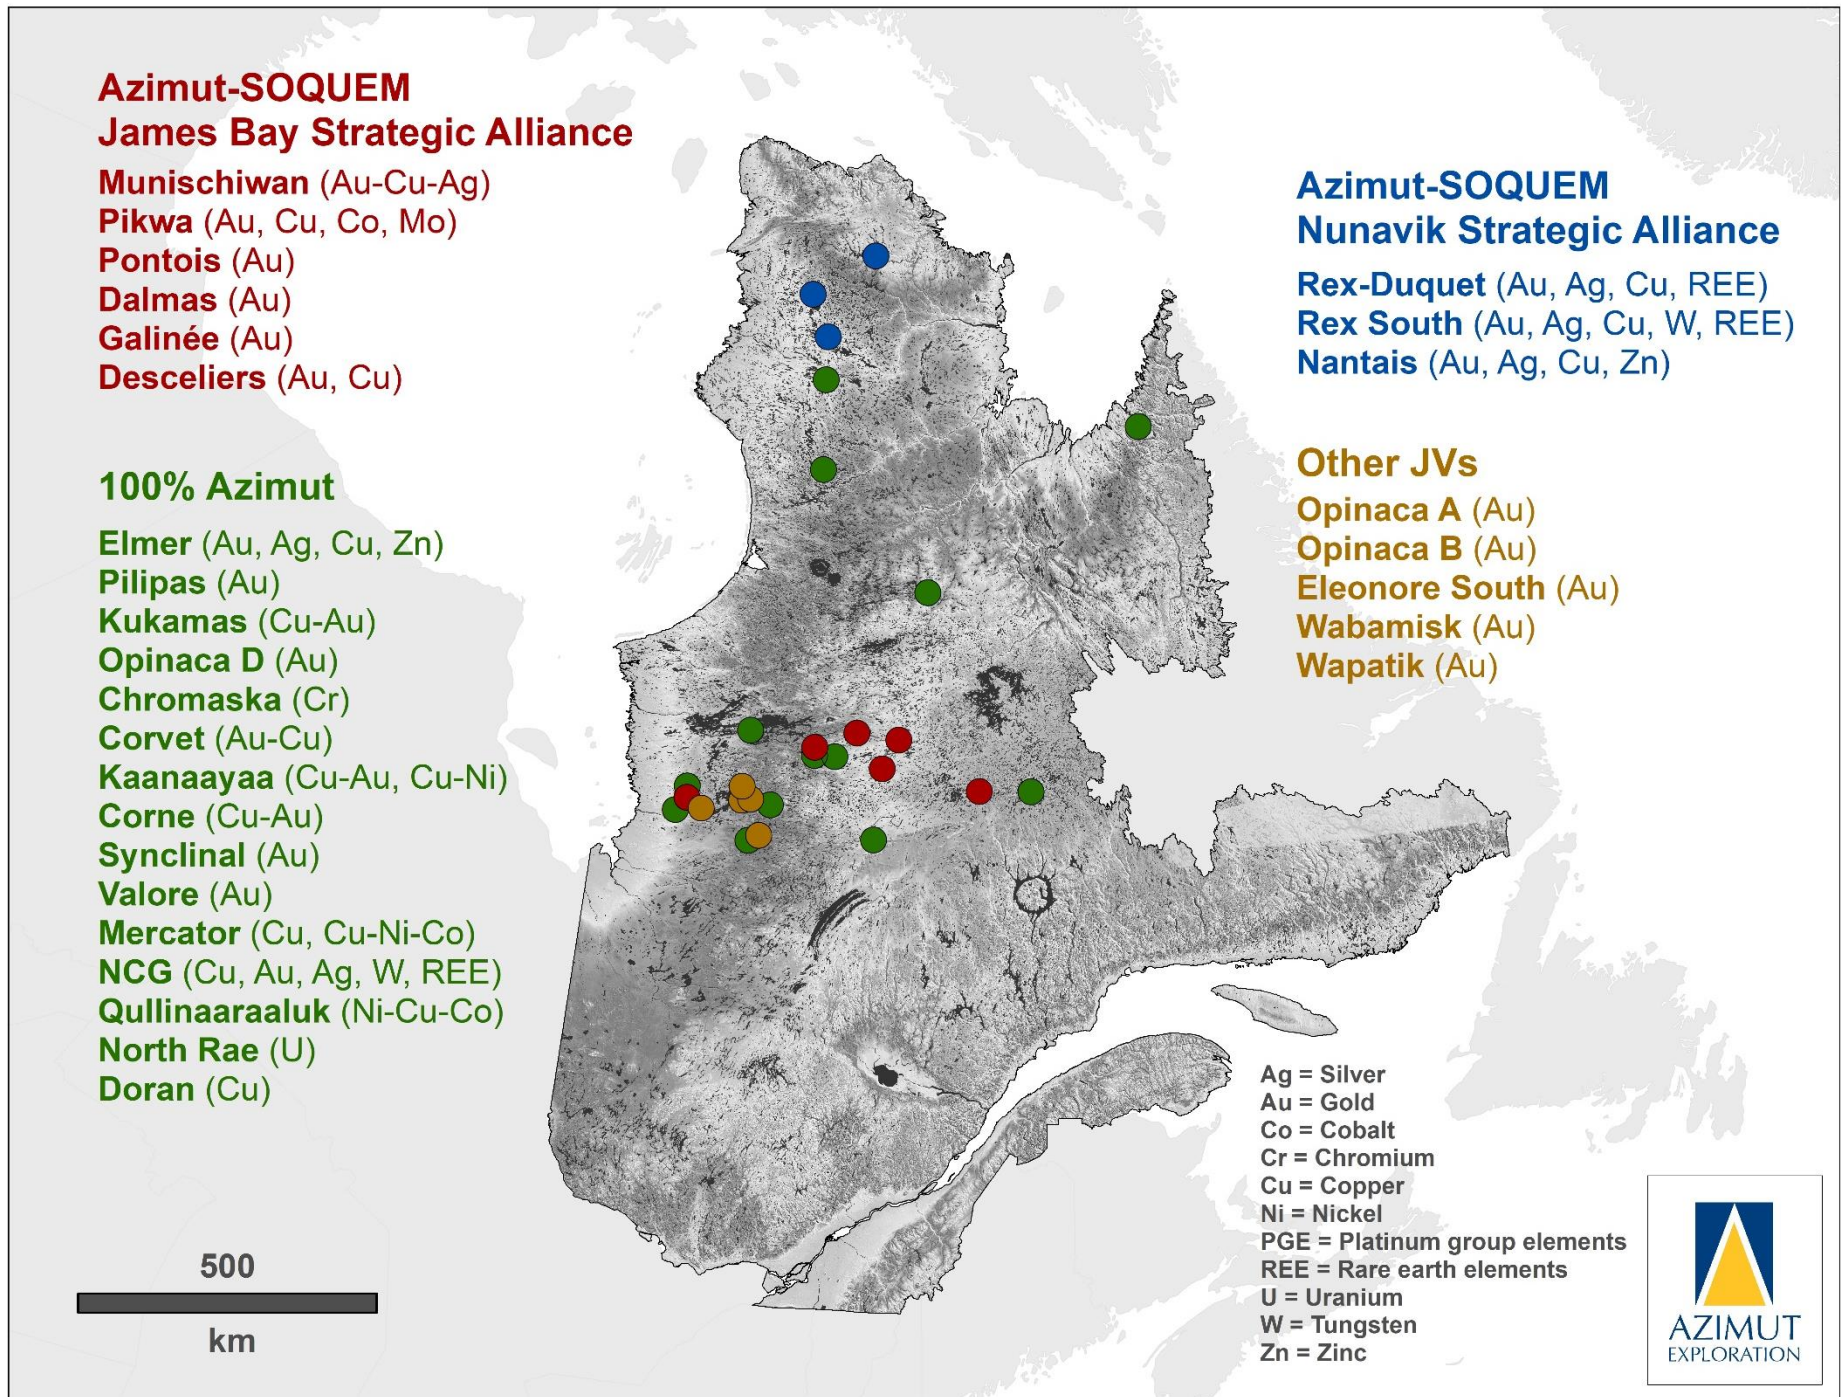 Azimut-SOQUEM
James Bay Strategic Alliance
Munischiwan (Au-Cu-Ag)
Pikwa (Au, Cu, Co, Mo)
Pontois (Au)
Dalmas (Au)
Galinée (Au)
Desceliers (Au, Cu)
100% Azimut
Elmer (Au, Ag, Cu, Zn)
Pilipas (Au)
Kukamas (Cu-Au)
Opinaca D (Au)
Chromaska (Cr)
Corvet (Au-Cu)
Kaanaayaa (Cu-Au, Cu-Ni)
Corne (Cu-Au)
Synclinal (Au)
Valore (Au)
Mercator (Cu, Cu-Ni-Co)
NCG (Cu, Au, Ag, W, REE)
Qullinaaraaluk (Ni-Cu-Co)
North Rae (U)
Doran (Cu)
500
km
Azimut-SOQUEM
Nunavik Strategic Alliance
Rex-Duquet (Au, Ag, Cu, REE)
Rex South (Au, Ag, Cu, W, REE)
Nantais (Au, Ag, Cu, Zn)
Other JVs
Opinaca A (Au)
Opinaca B (Au)
Eleonore South (Au)
Wabamisk (Au)
Wapatik (Au)
Ag = Silver
Au = Gold
Co = Cobalt
Cr = Chromium
Cu = Copper
Ni = Nickel
PGE = Platinum group elements
REE = Rare earth elements
U = Uranium
W = Tungsten
Zn = Zinc
AZIMUT
EXPLORATION